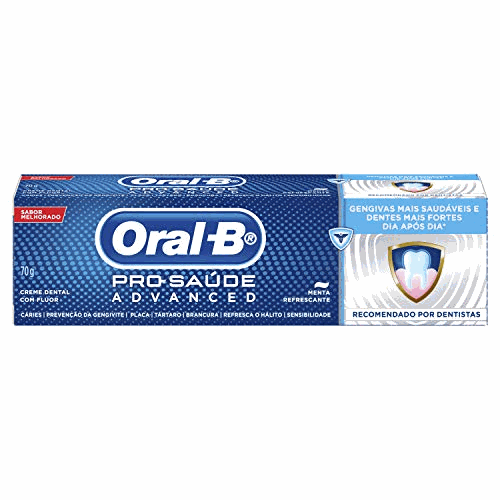 SABOR
MELHORADO
Oral-B®
70g
PRO-SAÚDE
ADVANCED
CREME DENTAL
COM FLÚOR
MENTA
REFRESCANTE
CÁRIES | PREVENÇÃO DA GENGIVITE | PLACA | TÁRTARO | BRANCURA | REFRESCA O HÁLITO | SENSIBILIDADE
GENGIVAS MAIS SAUDÁVEIS E
DENTES MAIS FORTES
DIA APÓS DIA*
RECOMENDADO POR DENTISTAS